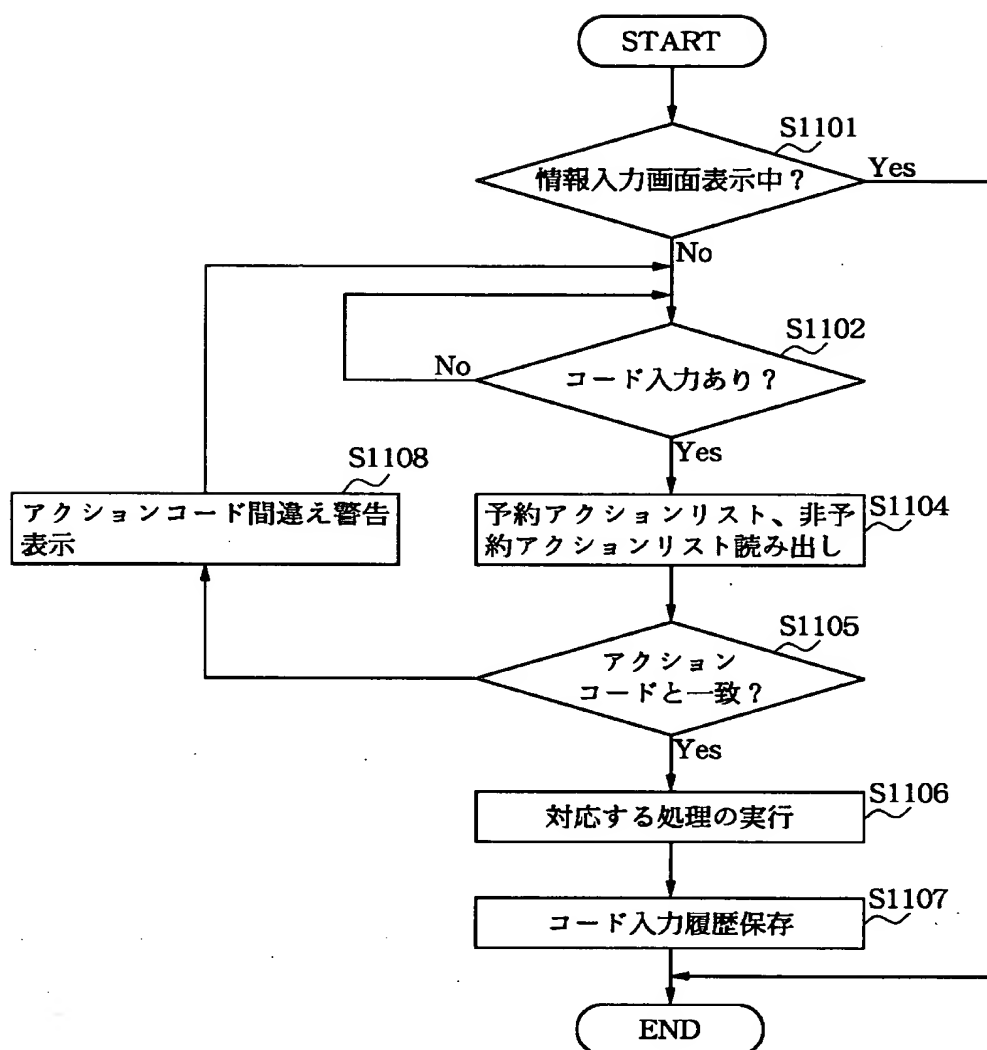 START
S1101
情報入力画面表示中？
Yes
No
S1102
コード入力あり？
No
Yes
S1108
アクションコード間違え警告
表示
S1104
予約アクションリスト、非予
約アクションリスト読み出し
S1105
アクション
コードと一致？
Yes
S1106
対応する処理の実行
S1107
コード入力履歴保存
END